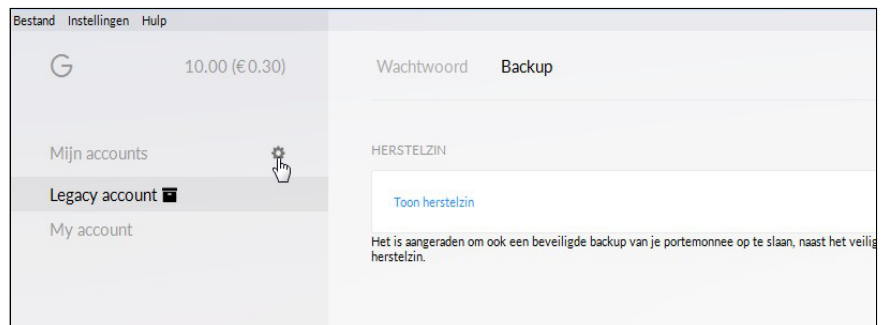 Bestand Instellingen Hulp
G 10.00 (€0.30)
Wachtwoord Backup
Mijn accounts
HERSTELZIN
Legacy account
Toon herstelzin
My account
Het is aangeraden om ook een beveiligde backup van je portemonnee op te slaan, naast het veilig
herstelzin.